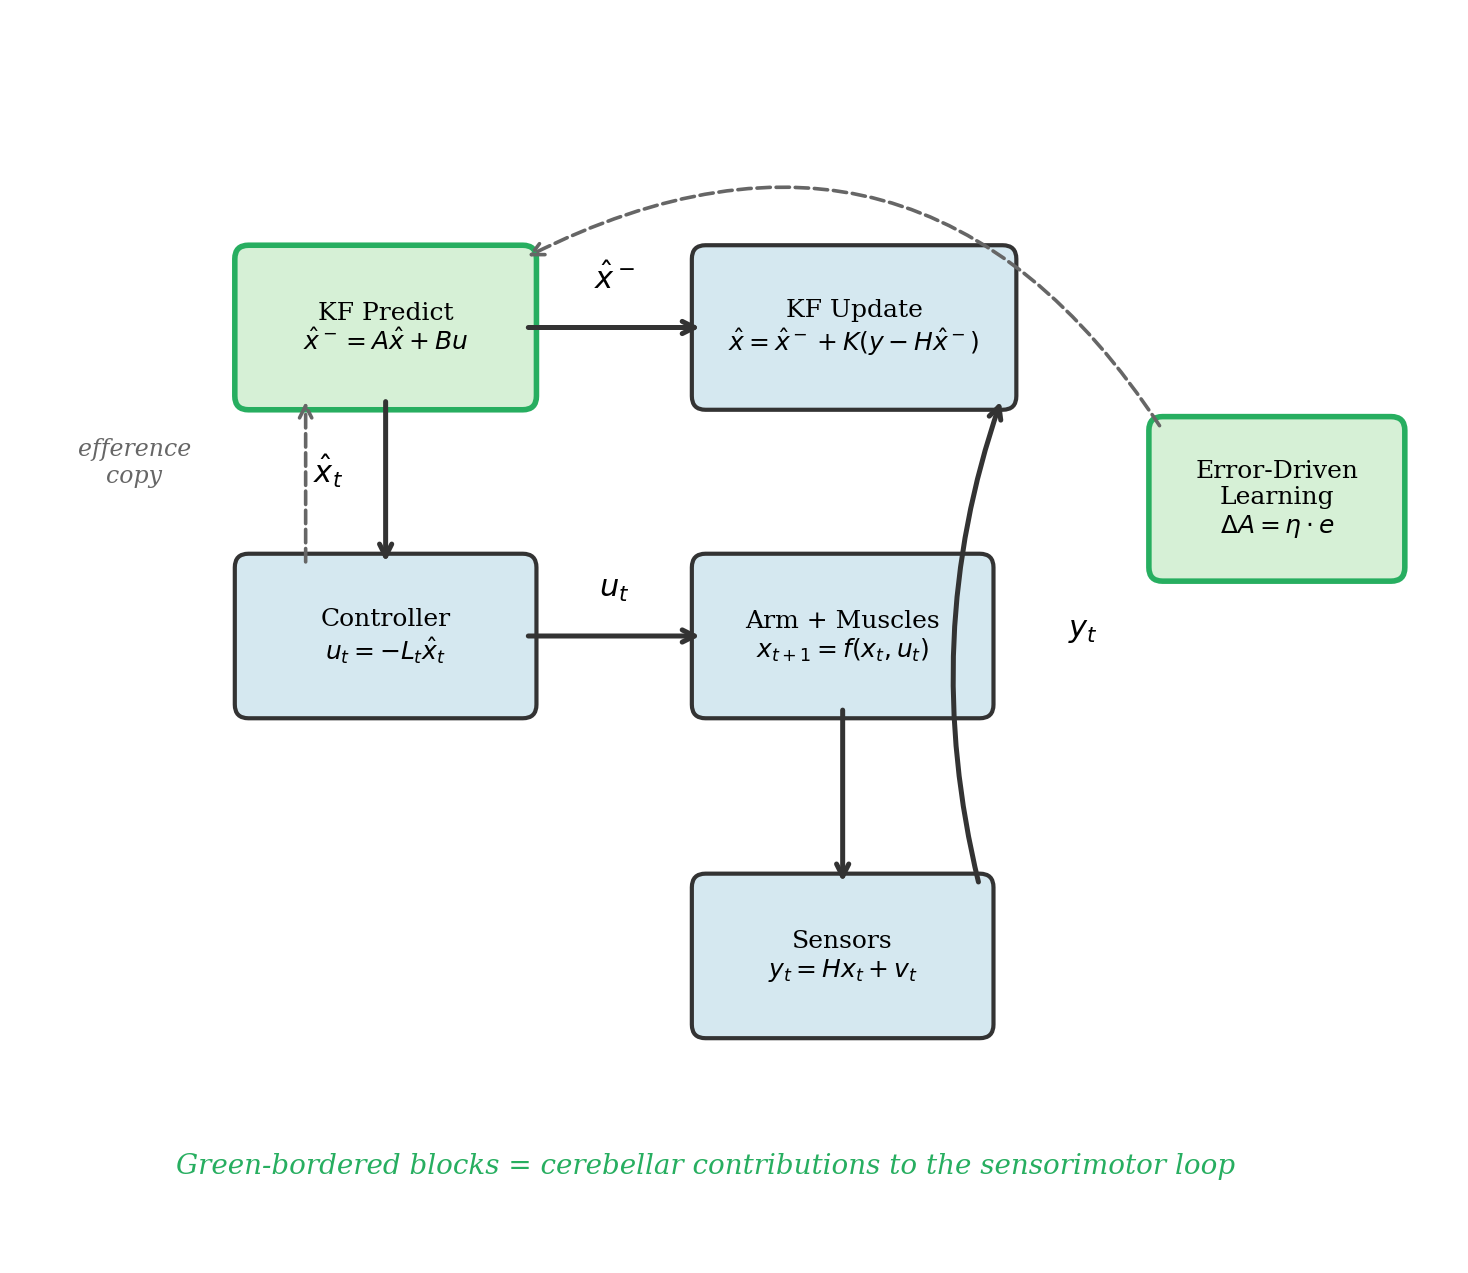 x̂⁻
KF Predict
x̂⁻ = Ax̂ + Bu
KF Update
x̂ = x̂⁻ + K(y − Hx̂⁻)
efference
copy
x̂ₜ
Error-Driven
Learning
ΔA = η · e
uₜ
Controller
uₜ = −Lₜx̂ₜ
Arm + Muscles
xₜ₊₁ = f(xₜ, uₜ)
yₜ
Sensors
yₜ = Hxₜ + vₜ
Green-bordered blocks = cerebellar contributions to the sensorimotor loop